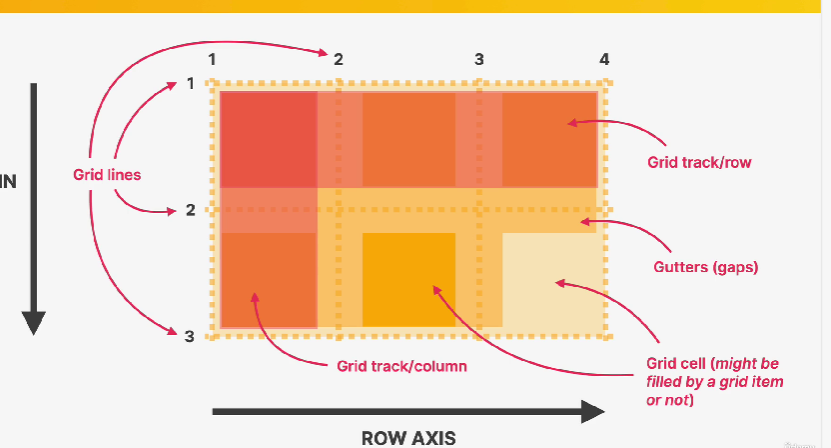 1
2
3
4
1
Grid track/row
Grid lines
IN
2
Gutters (gaps)
3
Grid track/column
Grid cell (might be
filled by a grid item
or not)
ROW AXIS